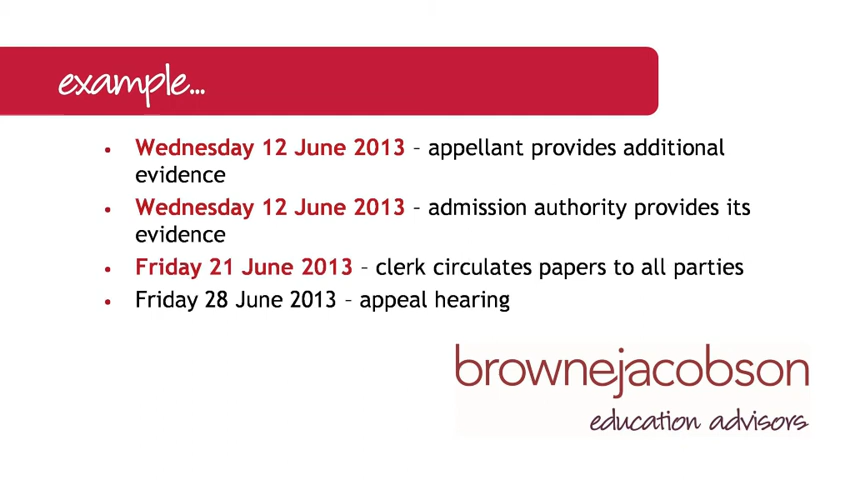 example...
• Wednesday 12 June 2013 – appellant provides additional
evidence
• Wednesday 12 June 2013 – admission authority provides its
evidence
• Friday 21 June 2013 – clerk circulates papers to all parties
• Friday 28 June 2013 – appeal hearing
brownejacobson
education advisors